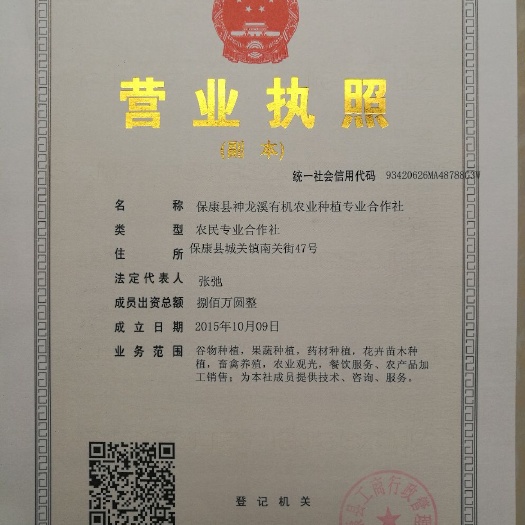 营业执照
(副 本)
统一社会信用代码 93420626MA4878863W
名 称 保康县神龙溪有机农业种植专业合作社
类 型 农民专业合作社
住 所 保康县城关镇南关街47号
法定代表人 张弛
成员出资总额 捌佰万圆整
成立日期 2015年10月09日
业务范围 谷物种植，果蔬种植，药材种植，花卉苗木种
植，畜禽养殖，农业观光，餐饮服务、农产品加
工销售；为本社成员提供技术、咨询、服务。
登记机关
县工商行政管